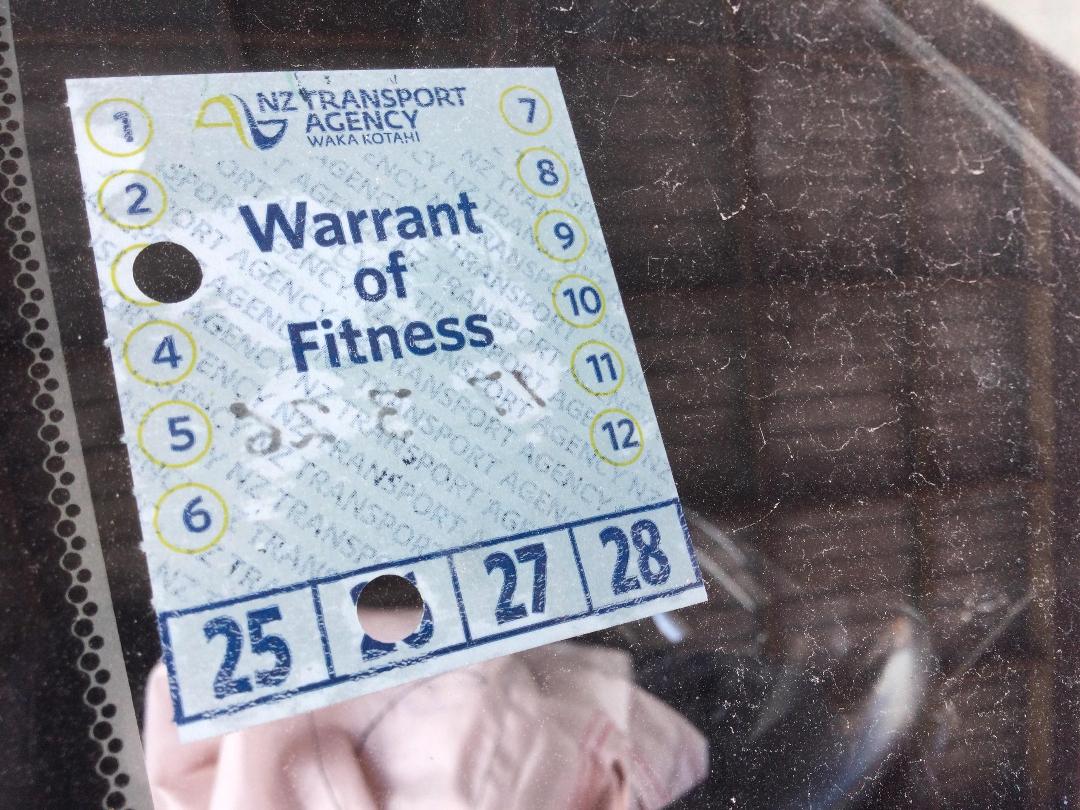 NZ TRANSPORT
AGENCY
WAKA KOTAHI
1
2
4
5
6
7
8
9
10
11
12
Warrant
of
Fitness
25
27
28